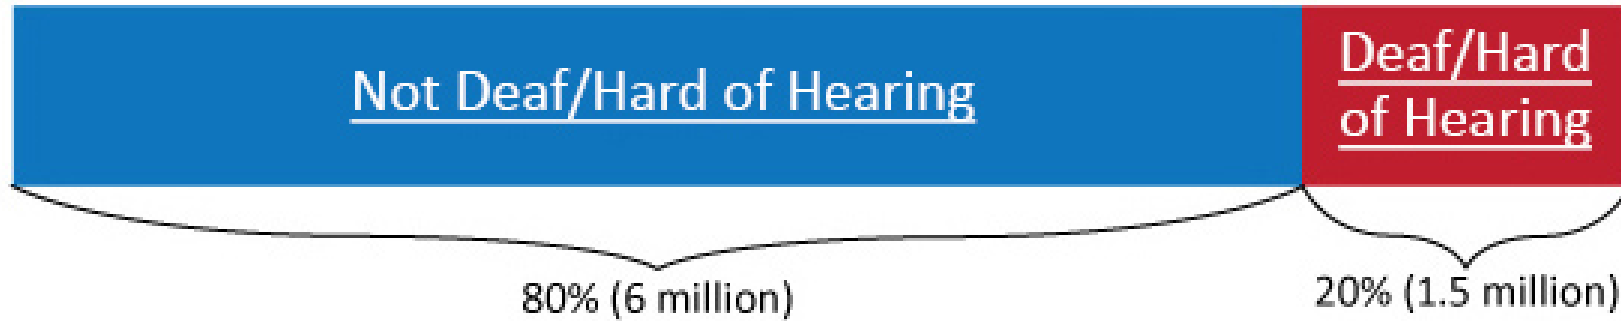 Not Deaf/Hard of Hearing
Deaf/Hard
of Hearing
80% (6 million)
20% (1.5 million)